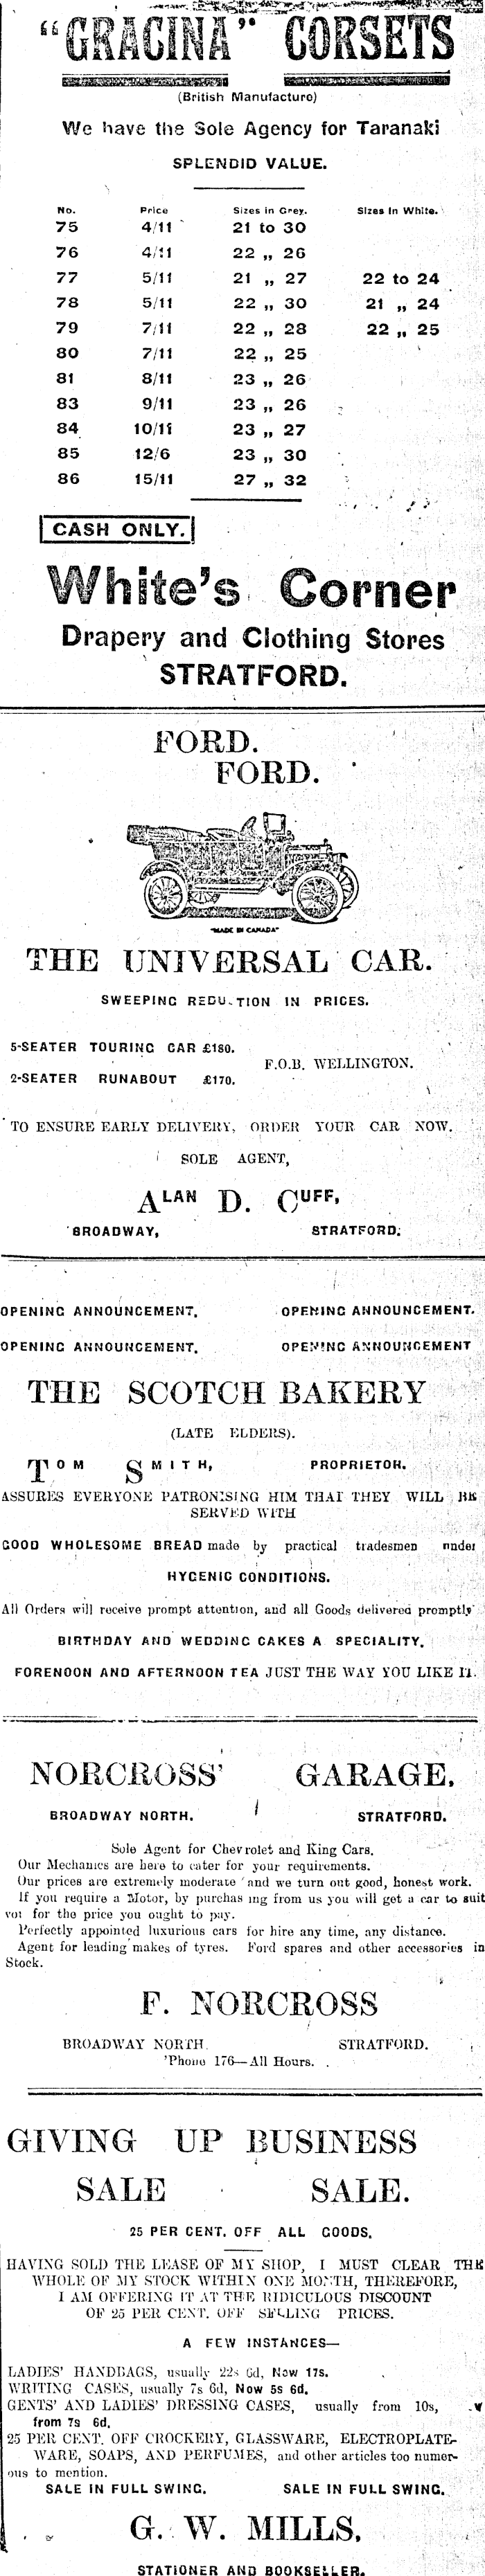 "GRACINA" CORSETS
(British Manufacture)
We have the Sole Agency for Taranaki
SPLENDID VALUE.
No. Price Sizes in Grey. Sizes in White.
75 4/11 21 to 30
76 4/11 22 „ 26
77 5/11 21 „ 27 22 to 24
78 5/11 22 „ 30 21 „ 24
79 7/11 22 „ 28 22 „ 25
80 7/11 22 „ 25
81 8/11 23 „ 26
83 9/11 23 „ 26
84 10/11 23 „ 27
85 12/6 23 „ 30
86 15/11 27 „ 32
CASH ONLY.
White's Corner
Drapery and Clothing Stores
STRATFORD.
FORD.
FORD.
"MADE IN CANADA"
THE UNIVERSAL CAR.
SWEEPING REDUCTION IN PRICES.
5-SEATER TOURING CAR £180.
F.O.B. WELLINGTON.
2-SEATER RUNABOUT £170.
TO ENSURE EARLY DELIVERY, ORDER YOUR CAR NOW.
SOLE AGENT,
ALAN D. CUFF,
BROADWAY, STRATFORD.
OPENING ANNOUNCEMENT. OPENING ANNOUNCEMENT.
OPENING ANNOUNCEMENT. OPENING ANNOUNCEMENT
THE SCOTCH BAKERY
(LATE ELDERS).
TOM SMITH, PROPRIETOR.
ASSURES EVERYONE PATRONISING HIM THAT THEY WILL BE
SERVED WITH
GOOD WHOLESOME BREAD made by practical tradesmen under
HYGENIC CONDITIONS.
All Orders will receive prompt attention, and all Goods delivered promptly
BIRTHDAY AND WEDDING CAKES A SPECIALITY.
FORENOON AND AFTERNOON TEA JUST THE WAY YOU LIKE IT.
NORCROSS' GARAGE,
BROADWAY NORTH. STRATFORD.
Sole Agent for Chevrolet and King Cars.
Our Mechanics are here to cater for your requirements.
Our prices are extremely moderate and we turn out good, honest work.
If you require a Motor, by purchas ing from us you will get a car to suit
you for the price you ought to pay.
Perfectly appointed luxurious cars for hire any time, any distance.
Agent for leading makes of tyres. Ford spares and other accessories in
Stock.
F. NORCROSS
BROADWAY NORTH. STRATFORD.
'Phone 176—All Hours.
GIVING UP BUSINESS
SALE SALE.
25 PER CENT. OFF ALL GOODS.
HAVING SOLD THE LEASE OF MY SHOP, I MUST CLEAR THE
WHOLE OF MY STOCK WITHIN ONE MONTH, THEREFORE,
I AM OFFERING IT AT THE RIDICULOUS DISCOUNT
OF 25 PER CENT. OFF SELLING PRICES.
A FEW INSTANCES—
LADIES' HANDBAGS, usually 22s 6d, Now 17s.
WRITING CASES, usually 7s 6d, Now 5s 6d.
GENTS' AND LADIES' DRESSING CASES, usually from 10s,
from 7s 6d.
25 PER CENT. OFF CROCKERY, GLASSWARE, ELECTROPLATE-
WARE, SOAPS, AND PERFUMES, and other articles too numer-
ous to mention.
SALE IN FULL SWING. SALE IN FULL SWING.
G. W. MILLS,
STATIONER AND BOOKSELLER.